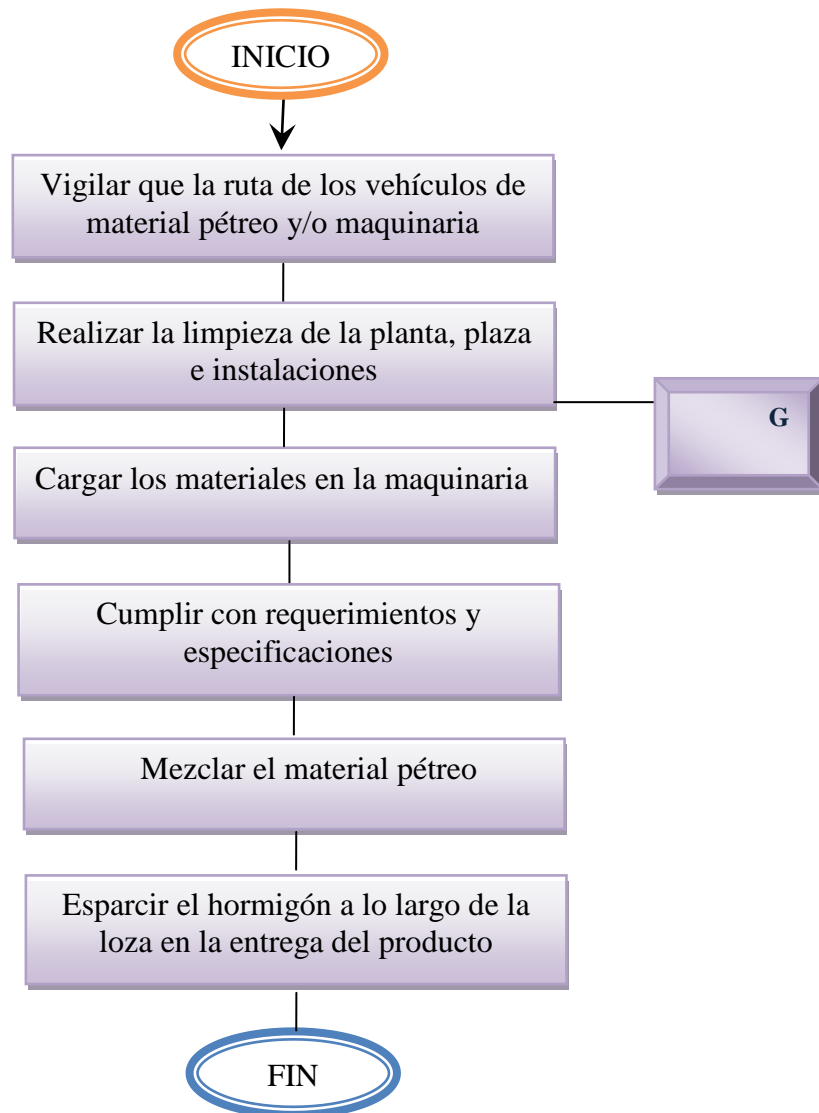 INICIO
Vigilar que la ruta de los vehículos de
material pétreo y/o maquinaria
Realizar la limpieza de la planta, plaza
e instalaciones
G
Cargar los materiales en la maquinaria
Cumplir con requerimientos y
especificaciones
Mezclar el material pétreo
Esparcir el hormigón a lo largo de la
loza en la entrega del producto
FIN